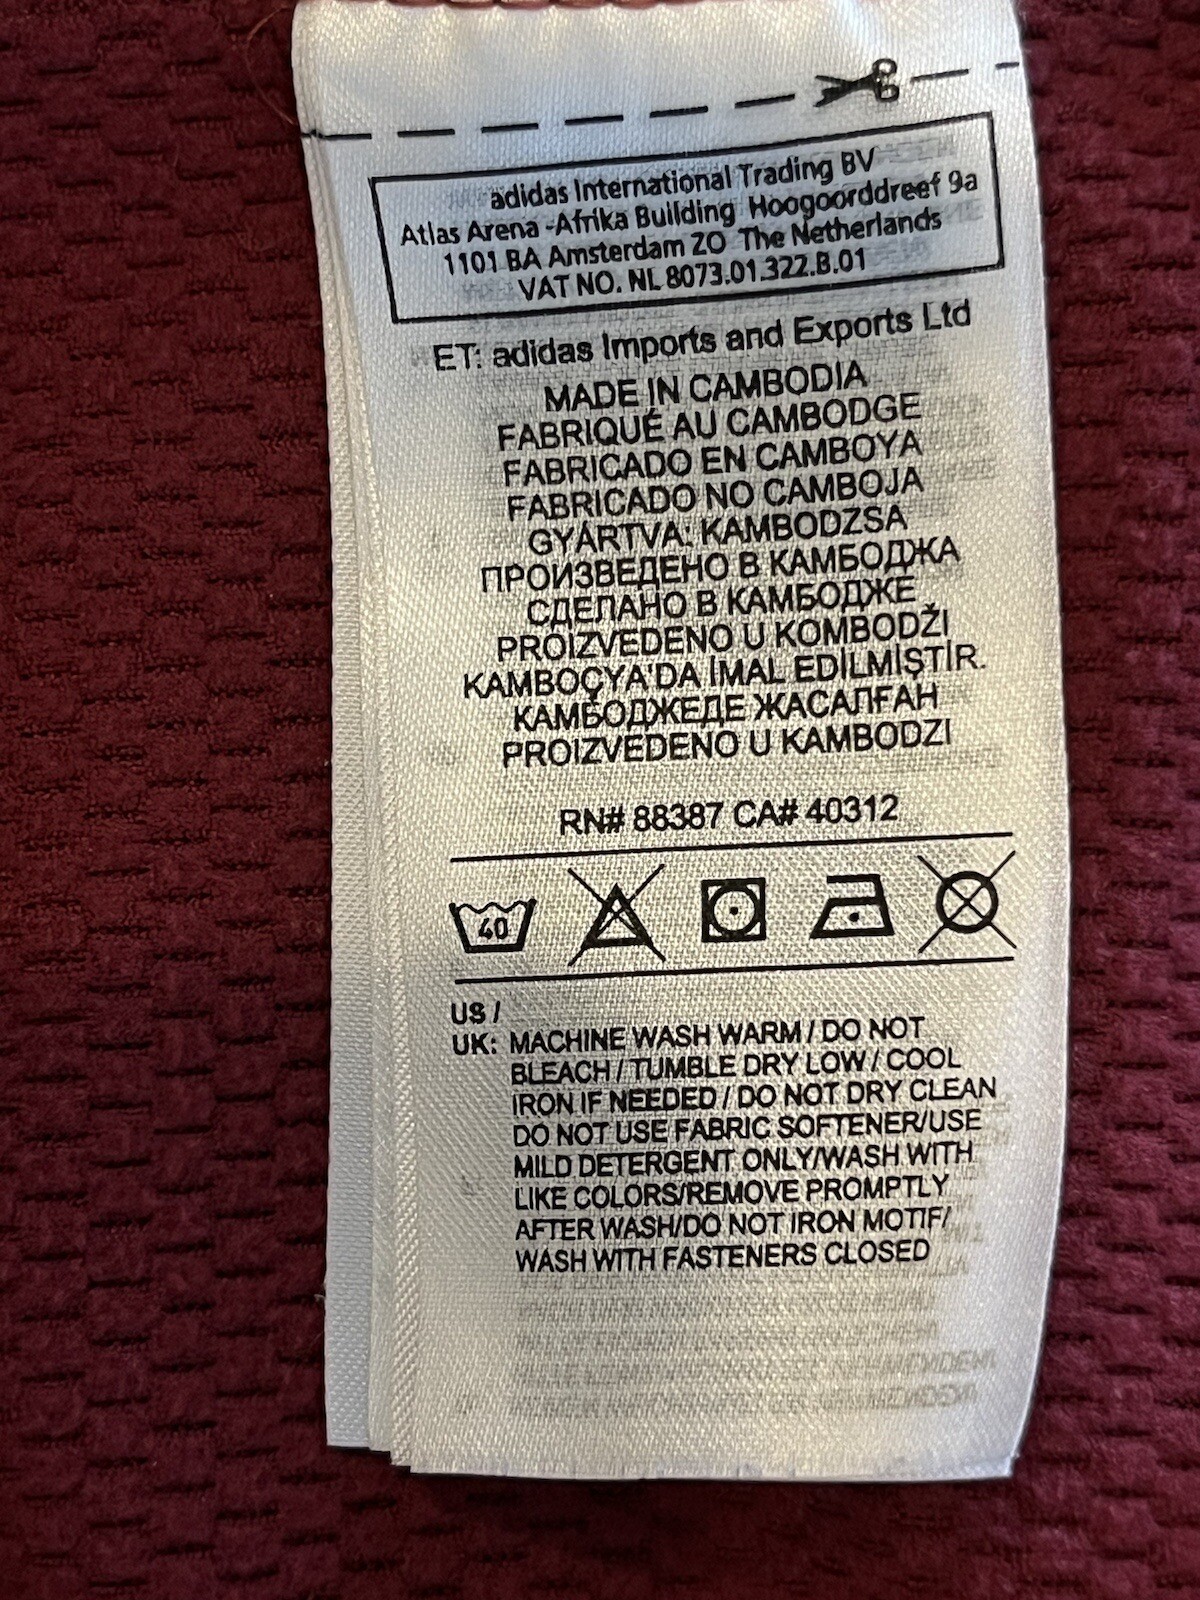 adidas International Trading BV
Atlas Arena -Afrika Building Hoogoorddreef 9a
1101 BA Amsterdam ZO The Netherlands
VAT NO. NL 8073.01.322.B.01
ET: adidas Imports and Exports Ltd
MADE IN CAMBODIA
FABRIQUÉ AU CAMBODGE
FABRICADO EN CAMBOYA
FABRICADO NO CAMBOJA
GYÁRTVA: KAMBODZSA
ПРОИЗВЕДЕНО В КАМБОДЖА
СДЕЛАНО В КАМБОДЖЕ
PROIZVEDENO U KOMBODŽI
KAMBOÇYA'DA İMAL EDİLMİŞTİR.
КАМБОДЖЕДЕ ЖАСАЛҒАН
PROIZVEDENO U KAMBODZI
RN# 88387 CA# 40312
40
US /
UK: MACHINE WASH WARM / DO NOT
BLEACH / TUMBLE DRY LOW / COOL
IRON IF NEEDED / DO NOT DRY CLEAN
DO NOT USE FABRIC SOFTENER/USE
MILD DETERGENT ONLY/WASH WITH
LIKE COLORS/REMOVE PROMPTLY
AFTER WASH/DO NOT IRON MOTIF/
WASH WITH FASTENERS CLOSED